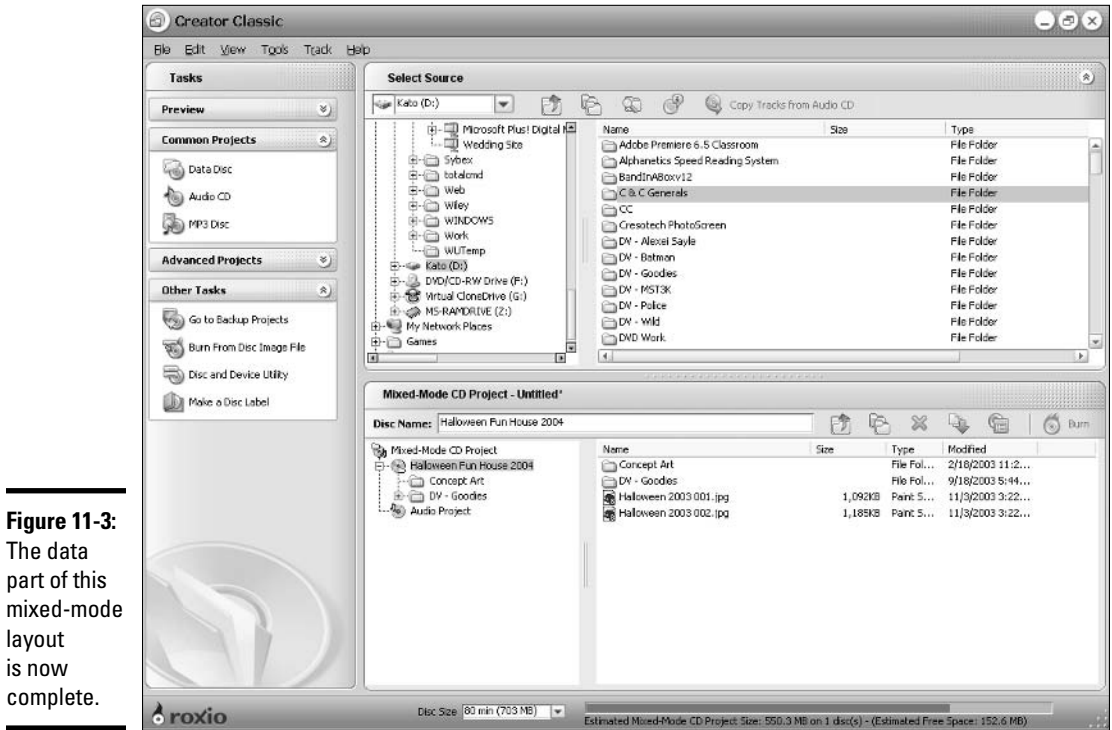 Creator Classic
File Edit View Tools Track Help
Tasks
Preview
Common Projects
Data Disc
Audio CD
MP3 Disc
Advanced Projects
Other Tasks
Go to Backup Projects
Burn From Disc Image File
Disc and Device Utility
Make a Disc Label
Select Source
Kato (D:)
Copy Tracks from Audio CD
Microsoft Plus! Digital M
Wedding Site
Sybex
totalcmd
Web
Wiley
WINDOWS
Work
WUTemp
Kato (D:)
DVD/CD-RW Drive (F:)
Virtual CloneDrive (G:)
MS-RAMDRIVE (Z:)
My Network Places
Games
Name Size Type
Adobe Premiere 6.5 Classroom File Folder
Alphanetics Speed Reading System File Folder
BandInABoxv12 File Folder
C & C Generals File Folder
CC File Folder
Cresotech PhotoScreen File Folder
DV - Alexei Sayle File Folder
DV - Batman File Folder
DV - Goodies File Folder
DV - MST3K File Folder
DV - Police File Folder
DV - Wild File Folder
DVD Work File Folder
Mixed-Mode CD Project - Untitled*
Disc Name: Halloween Fun House 2004
Burn
Mixed-Mode CD Project
Halloween Fun House 2004
Concept Art
DV - Goodies
Audio Project
Name Size Type Modified
Concept Art File Fol... 2/18/2003 11:2...
DV - Goodies File Fol... 9/18/2003 5:44...
Halloween 2003 001.jpg 1,092KB Paint S... 11/3/2003 3:22...
Halloween 2003 002.jpg 1,185KB Paint S... 11/3/2003 3:22...
roxio
Disc Size 80 min (703 MB)
Estimated Mixed-Mode CD Project Size: 550.3 MB on 1 disc(s) - (Estimated Free Space: 152.6 MB)
Figure 11-3:
The data
part of this
mixed-mode
layout
is now
complete.